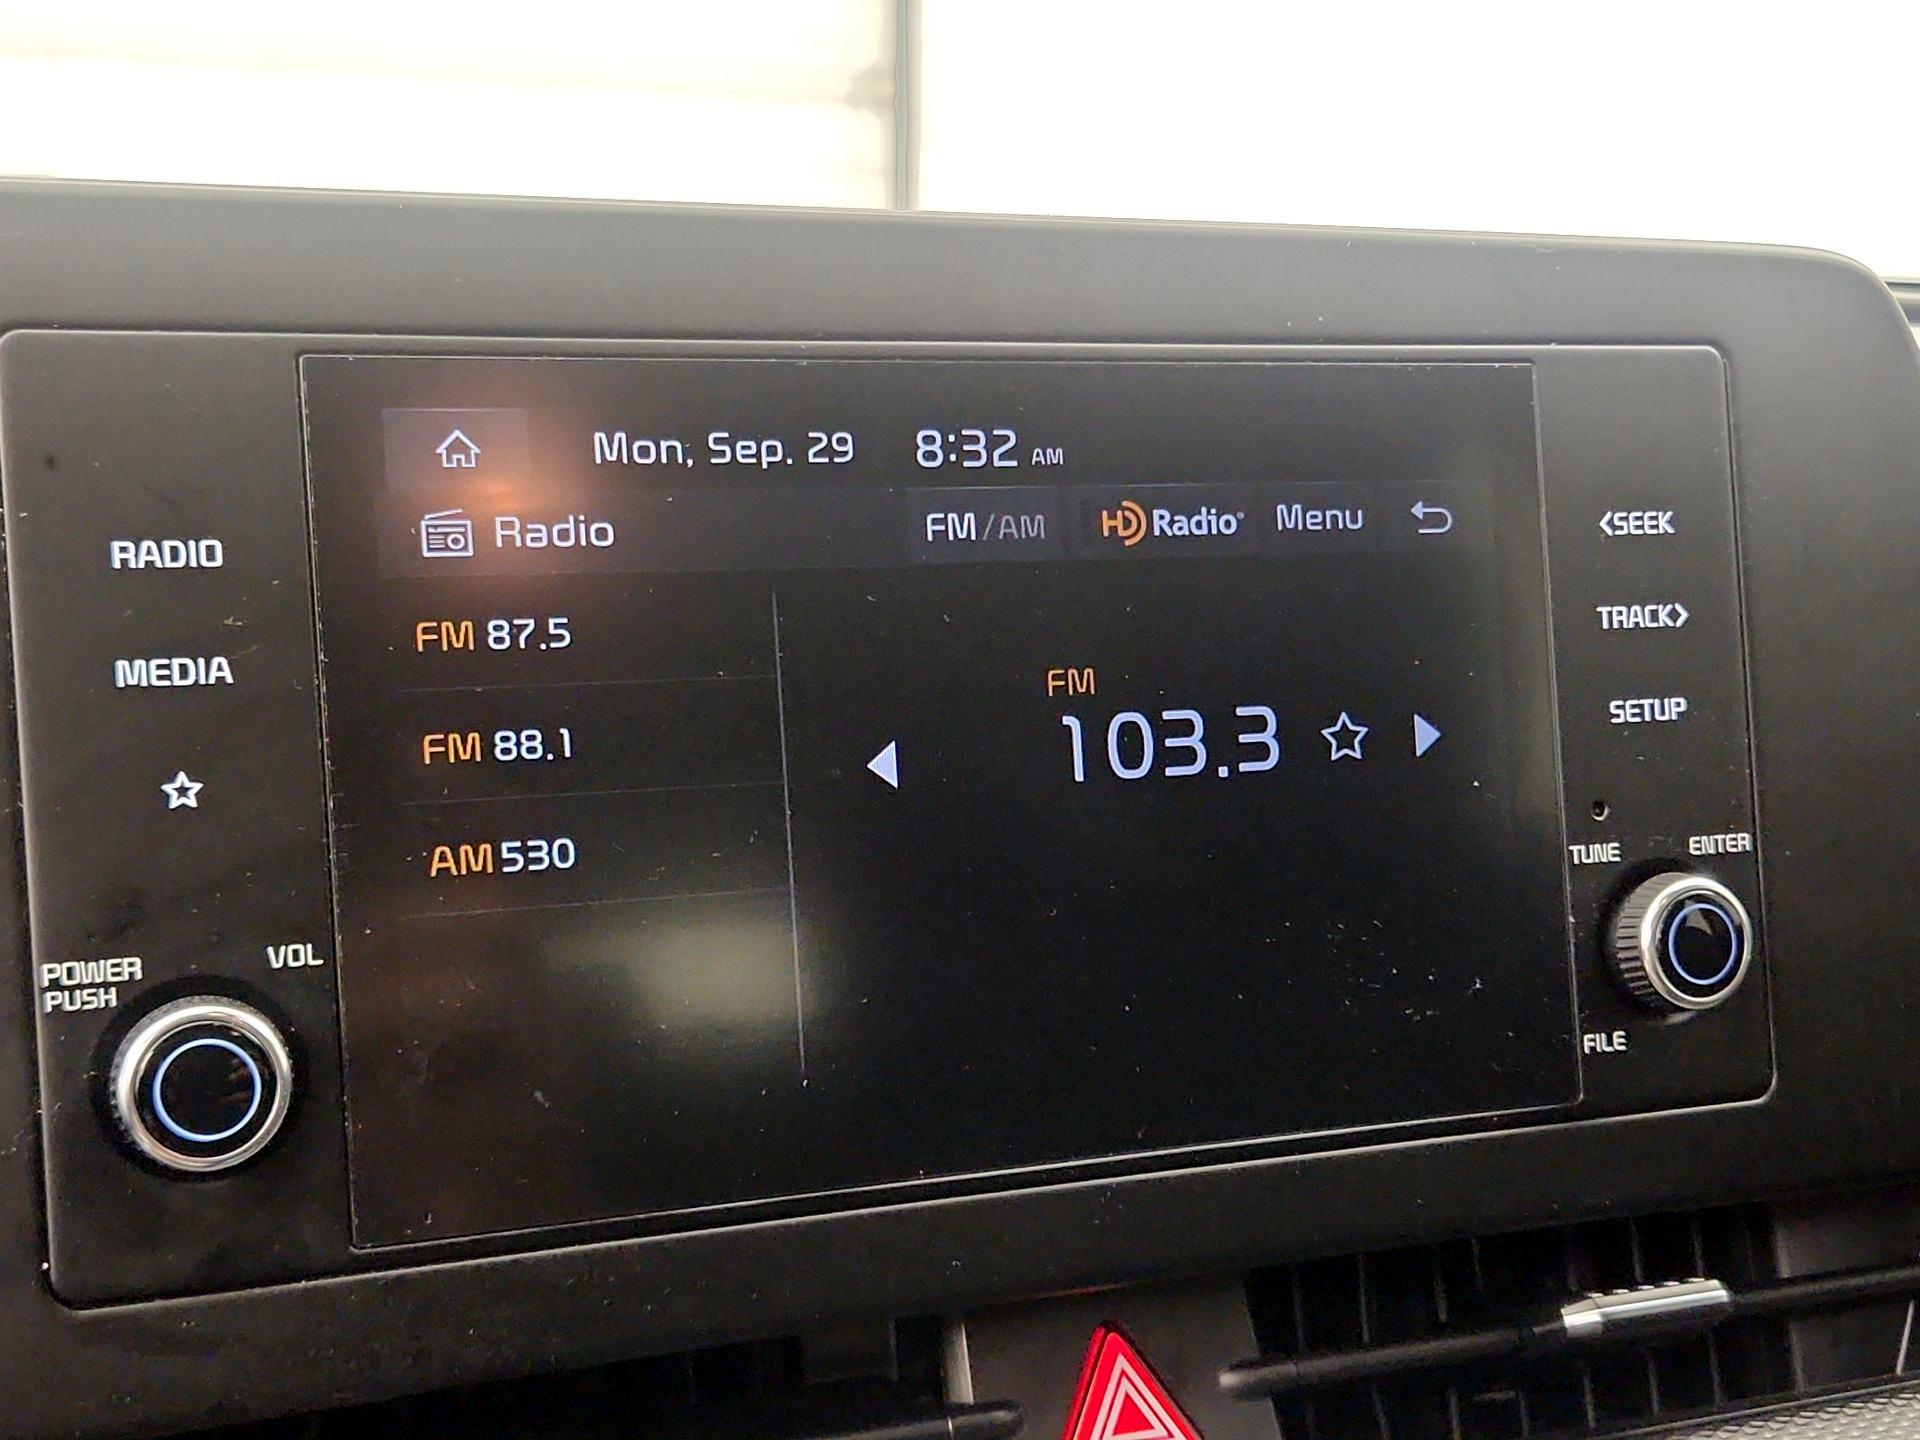 Mon, Sep. 29 8:32 AM
Radio FM/AM HD Radio Menu
FM 87.5
FM 88.1
AM 530
FM
103.3
RADIO
MEDIA
POWER
PUSH
VOL
<SEEK
TRACK>
SETUP
TUNE
ENTER
FILE